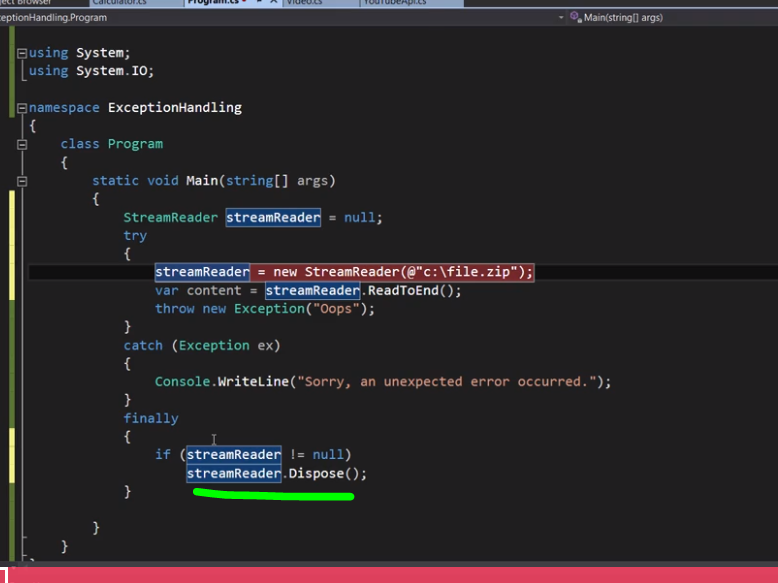 Calculator.cs Program.cs Video.cs YouTubeApi.cs
ceptionHandling.Program Main(string[] args)
using System;
using System.IO;
namespace ExceptionHandling
{
class Program
{
static void Main(string[] args)
{
StreamReader streamReader = null;
try
{
streamReader = new StreamReader(@"c:\file.zip");
var content = streamReader.ReadToEnd();
throw new Exception("Oops");
}
catch (Exception ex)
{
Console.WriteLine("Sorry, an unexpected error occurred.");
}
finally
{
if (streamReader != null)
streamReader.Dispose();
}
}
}